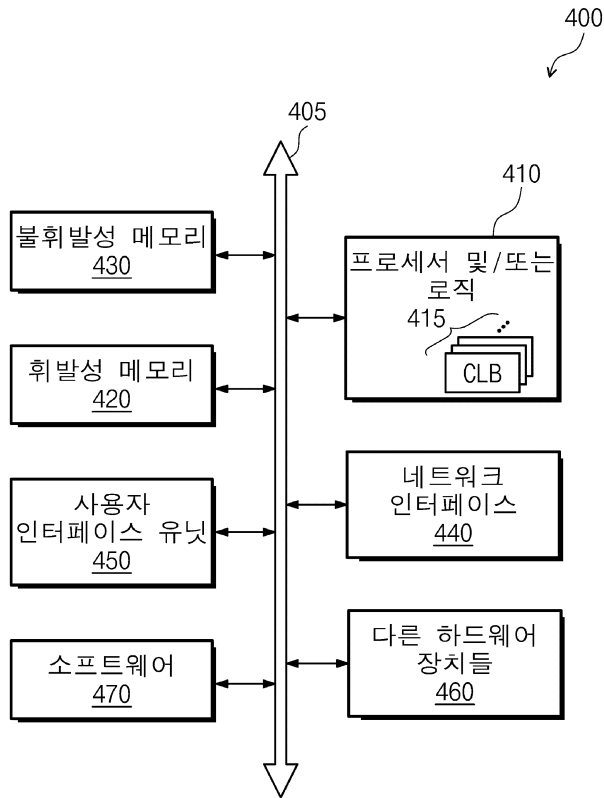 400
405
불휘발성 메모리
430
휘발성 메모리
420
사용자
인터페이스 유닛
450
소프트웨어
470
410
프로세서 및/또는
로직
415
CLB
네트워크
인터페이스
440
다른 하드웨어
장치들
460